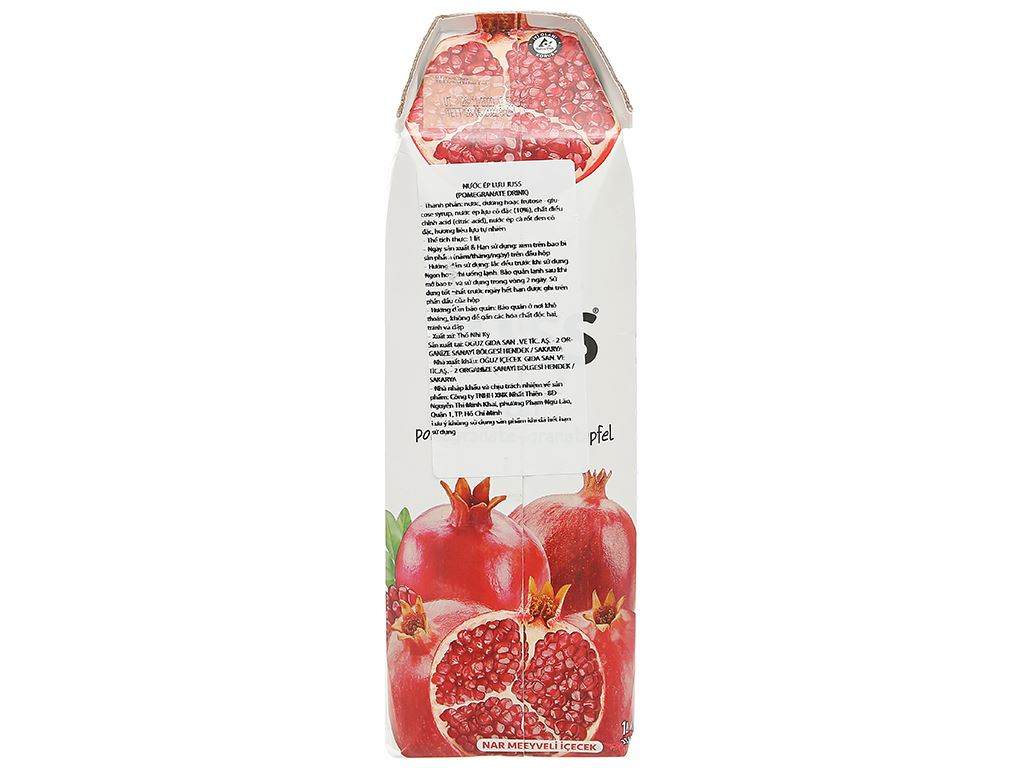 NƯỚC ÉP LỰU JUSS
(POMEGRANATE DRINK)
- Thành phần: nước, đường hoặc frutose - glu-
cose syrup, nước ép lựu cô đặc (10%), chất điều
chỉnh acid (citric acid), nước ép cà rốt đen cô
đặc, hương liệu lựu tự nhiên
- Thể tích thực: 1 lít
- Ngày sản xuất & Hạn sử dụng: xem trên bao bì
sản phẩm (năm/tháng/ngày) trên đầu hộp
- Hướng dẫn sử dụng: lắc đều trước khi sử dụng.
Ngon hơn khi uống lạnh. Bảo quản lạnh sau khi
mở bao bì và sử dụng trong vòng 2 ngày. Sử
dụng tốt nhất trước ngày hết hạn được ghi trên
phần đầu của hộp
- Hướng dẫn bảo quản: Bảo quản ở nơi khô
thoáng, không để gần các hóa chất độc hại,
tránh va đập
- Xuất xứ: Thổ Nhĩ Kỳ
Sản xuất tại: OĞUZ GIDA SAN . VE TİC. AŞ. - 2 OR-
GANİZE SANAYİ BÖLGESİ HENDEK / SAKARYA
- Nhà xuất khẩu: OĞUZ İÇECEK GIDA SAN. VE
TİC.AŞ. - 2 ORGANİZE SANAYİ BÖLGESİ HENDEK /
SAKARYA
- Nhà nhập khẩu và chịu trách nhiệm về sản
phẩm: Công ty TNHH XNK Nhất Thiên - 8D
Nguyễn Thị Minh Khai, phường Phạm Ngũ Lão,
Quận 1, TP. Hồ Chí Minh
Lưu ý không sử dụng sản phẩm khi đã hết hạn
sử dụng
S®
po
pfel
NAR MEEYVELİ İÇECEK